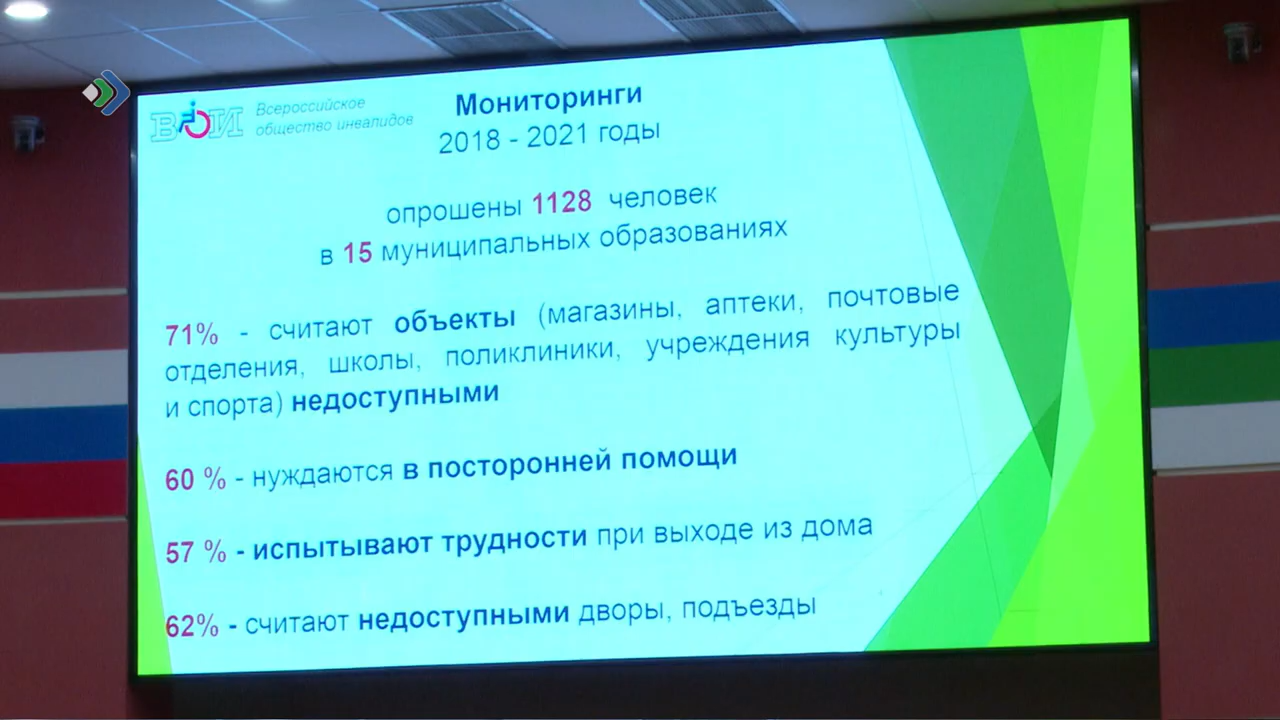 ВОИ
Всероссийское
общество инвалидов
Мониторинги
2018 - 2021 годы
опрошены 1128 человек
в 15 муниципальных образованиях
71% - считают объекты (магазины, аптеки, почтовые
отделения, школы, поликлиники, учреждения культуры
и спорта) недоступными
60 % - нуждаются в посторонней помощи
57 % - испытывают трудности при выходе из дома
62% - считают недоступными дворы, подъезды